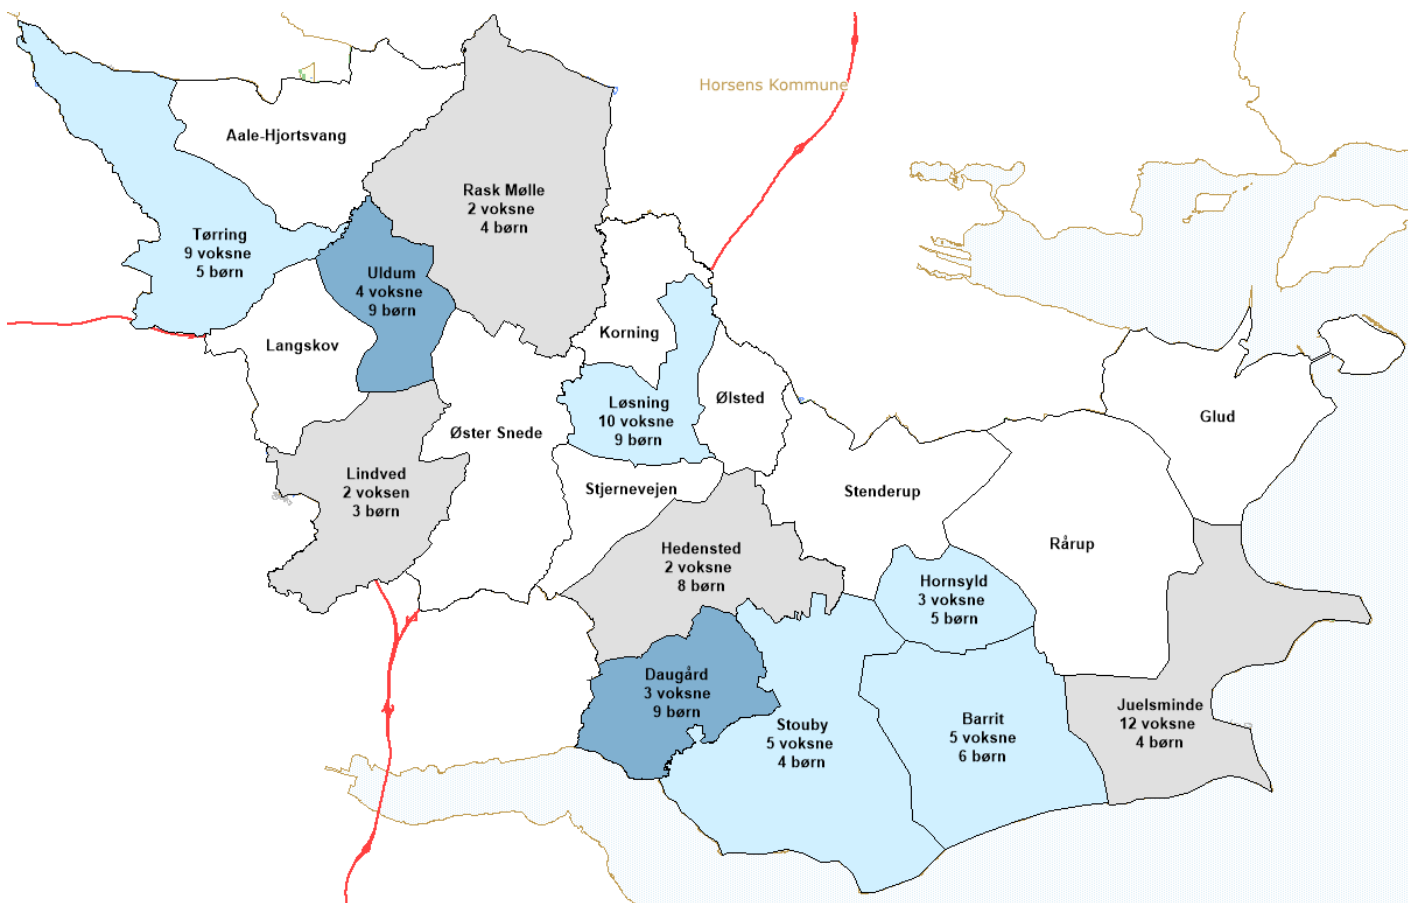 Horsens Kommune
Aale-Hjortsvang
Rask Mølle
2 voksne
4 børn
Tørring
9 voksne
5 børn
Uldum
4 voksne
9 børn
Korning
Langskov
Løsning
10 voksne
9 børn
Ølsted
Glud
Øster Snede
Lindved
2 voksen
3 børn
Stjernevejen
Stenderup
Rårup
Hedensted
2 voksne
8 børn
Hornsyld
3 voksne
5 børn
Daugård
3 voksne
9 børn
Stouby
5 voksne
4 børn
Barrit
5 voksne
6 børn
Juelsminde
12 voksne
4 børn